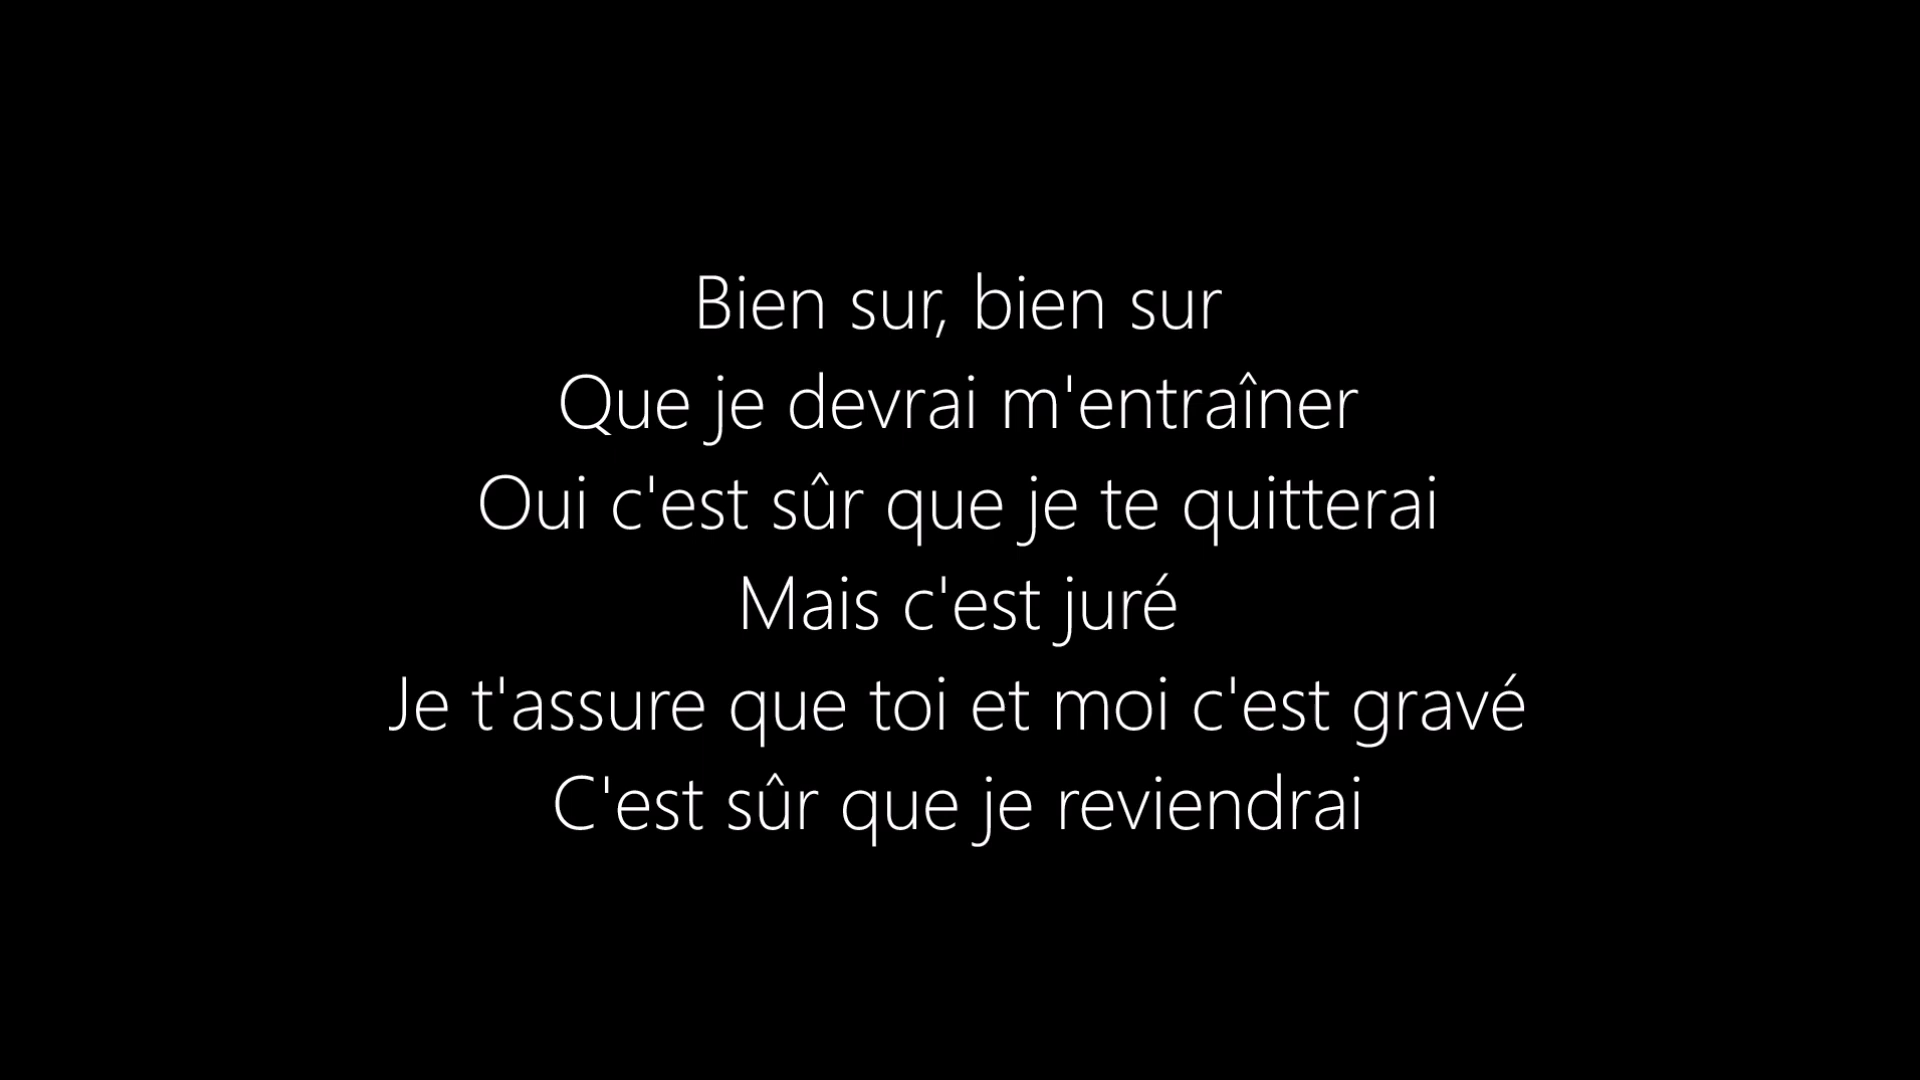 Bien sur, bien sur
Que je devrai m'entraîner
Oui c'est sûr que je te quitterai
Mais c'est juré
Je t'assure que toi et moi c'est gravé
C'est sûr que je reviendrai